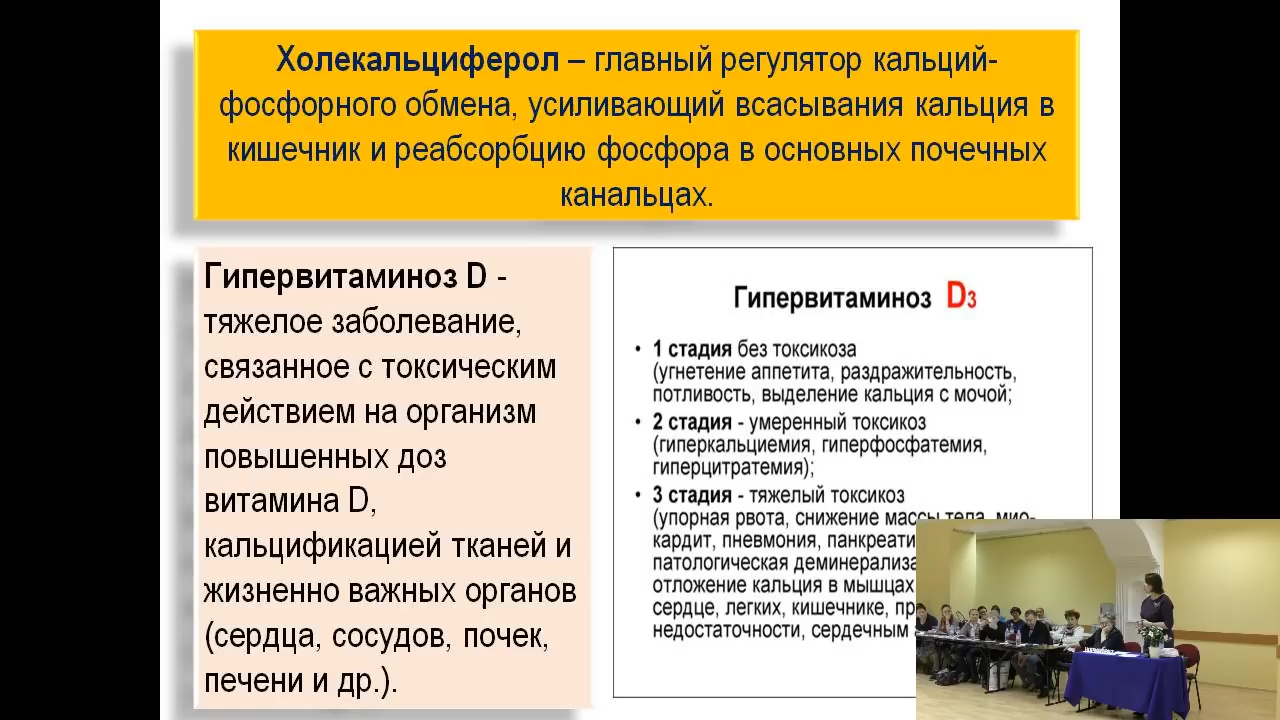 Холекальциферол – главный регулятор кальций-
фосфорного обмена, усиливающий всасывания кальция в
кишечник и реабсорбцию фосфора в основных почечных
канальцах.
Гипервитаминоз D -
тяжелое заболевание,
связанное с токсическим
действием на организм
повышенных доз
витамина D,
кальцификацией тканей и
жизненно важных органов
(сердца, сосудов, почек,
печени и др.).
Гипервитаминоз D3
• 1 стадия без токсикоза
(угнетение аппетита, раздражительность,
потливость, выделение кальция с мочой;
• 2 стадия - умеренный токсикоз
(гиперкальциемия, гиперфосфатемия,
гиперцитратемия);
• 3 стадия - тяжелый токсикоз
(упорная рвота, снижение массы тела, мио-
кардит, пневмония, панкреати
патологическая деминерализа
отложение кальция в мышцах
сердце, легких, кишечнике, пр
недостаточности, сердечным